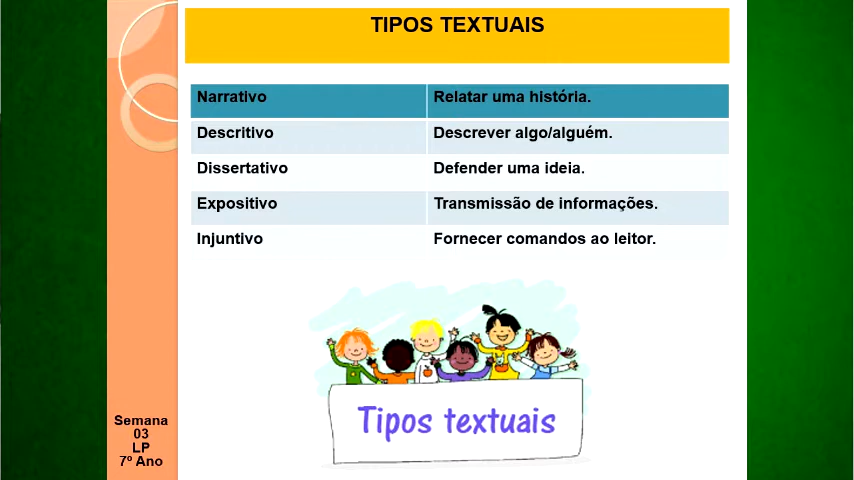 TIPOS TEXTUAIS
Narrativo Relatar uma história.
Descritivo Descrever algo/alguém.
Dissertativo Defender uma ideia.
Expositivo Transmissão de informações.
Injuntivo Fornecer comandos ao leitor.
Tipos textuais
Semana
03
LP
7º Ano